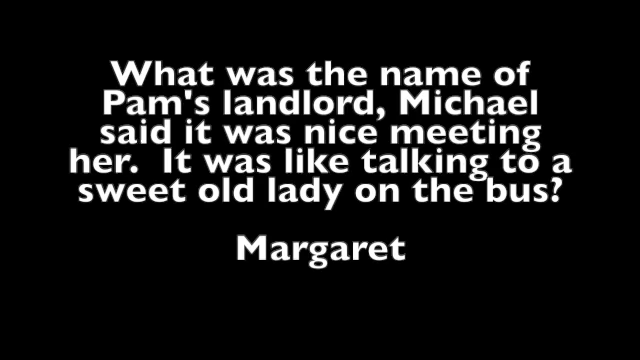 What was the name of
Pam's landlord, Michael
said it was nice meeting
her.  It was like talking to a
sweet old lady on the bus?
Margaret